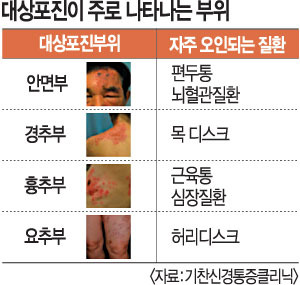 대상포진이 주로 나타나는 부위
대상포진부위
자주 오인되는 질환
안면부
편두통
뇌혈관질환
경추부
목 디스크
흉추부
근육통
심장질환
요추부
허리디스크
〈자료:기찬신경통증클리닉〉